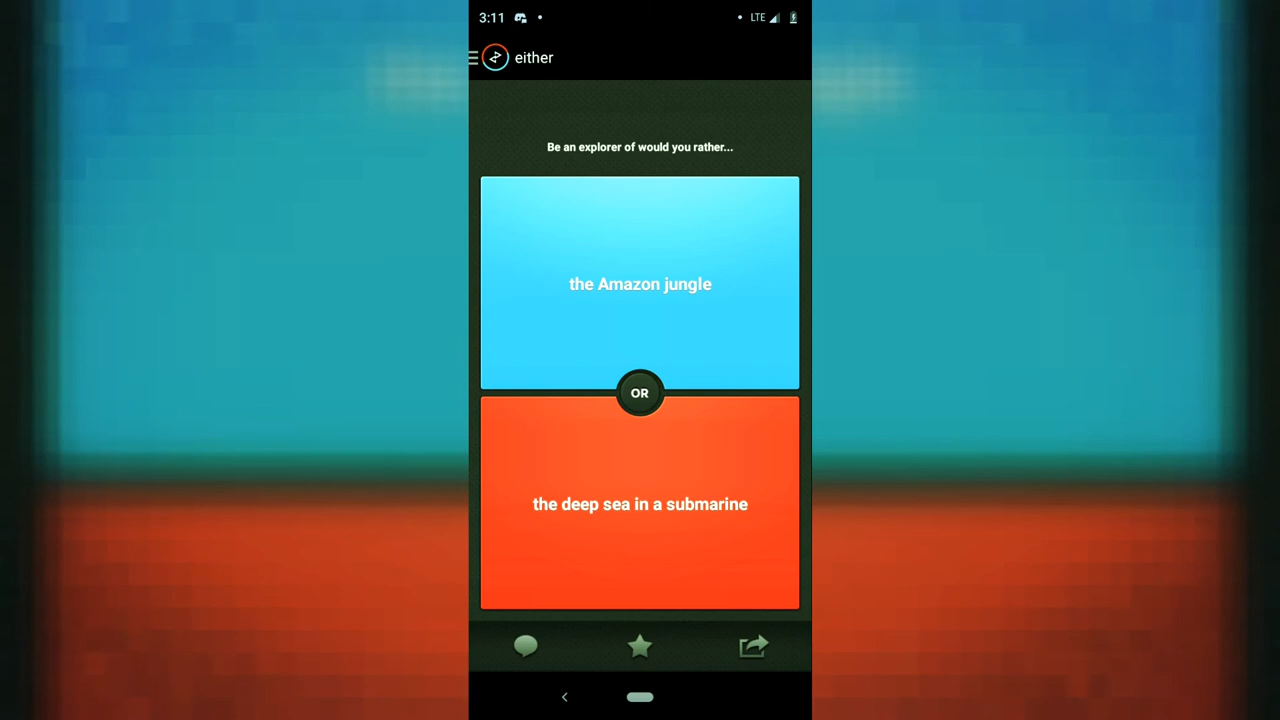 3:11
LTE
either
Be an explorer of would you rather...
the Amazon jungle
OR
the deep sea in a submarine